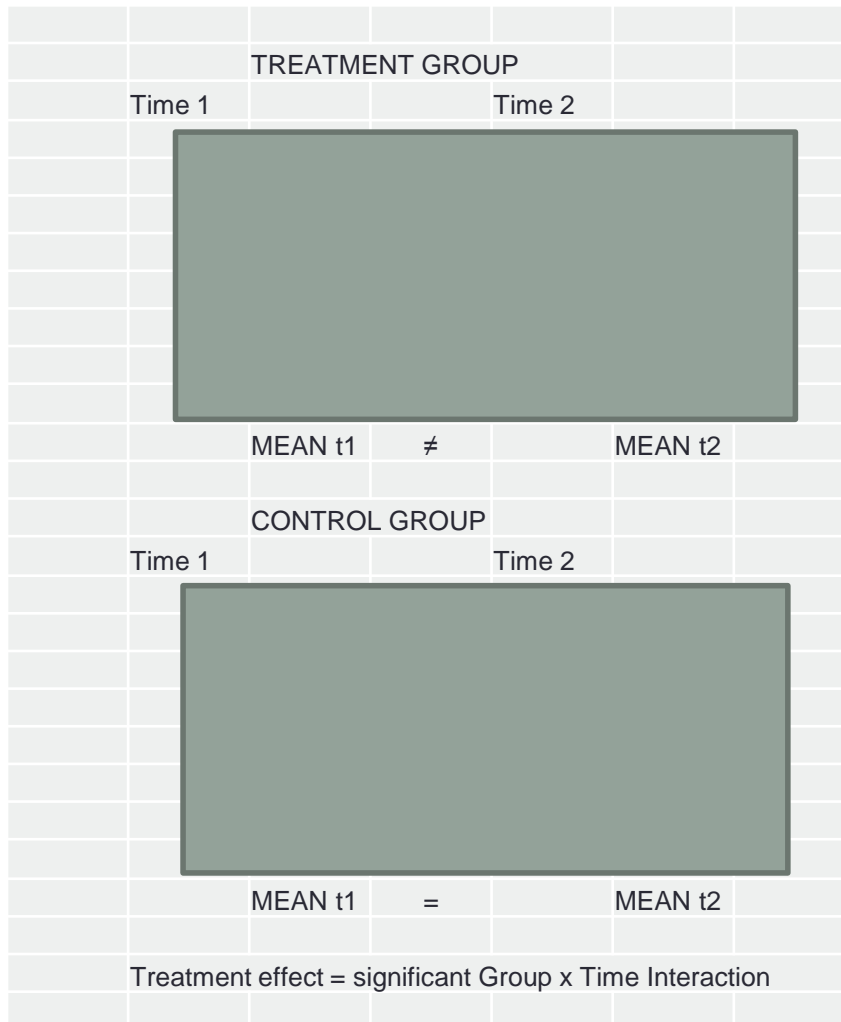 TREATMENT GROUP
Time 1 Time 2
MEAN t1 ≠ MEAN t2
CONTROL GROUP
Time 1 Time 2
MEAN t1 = MEAN t2
Treatment effect = significant Group x Time Interaction